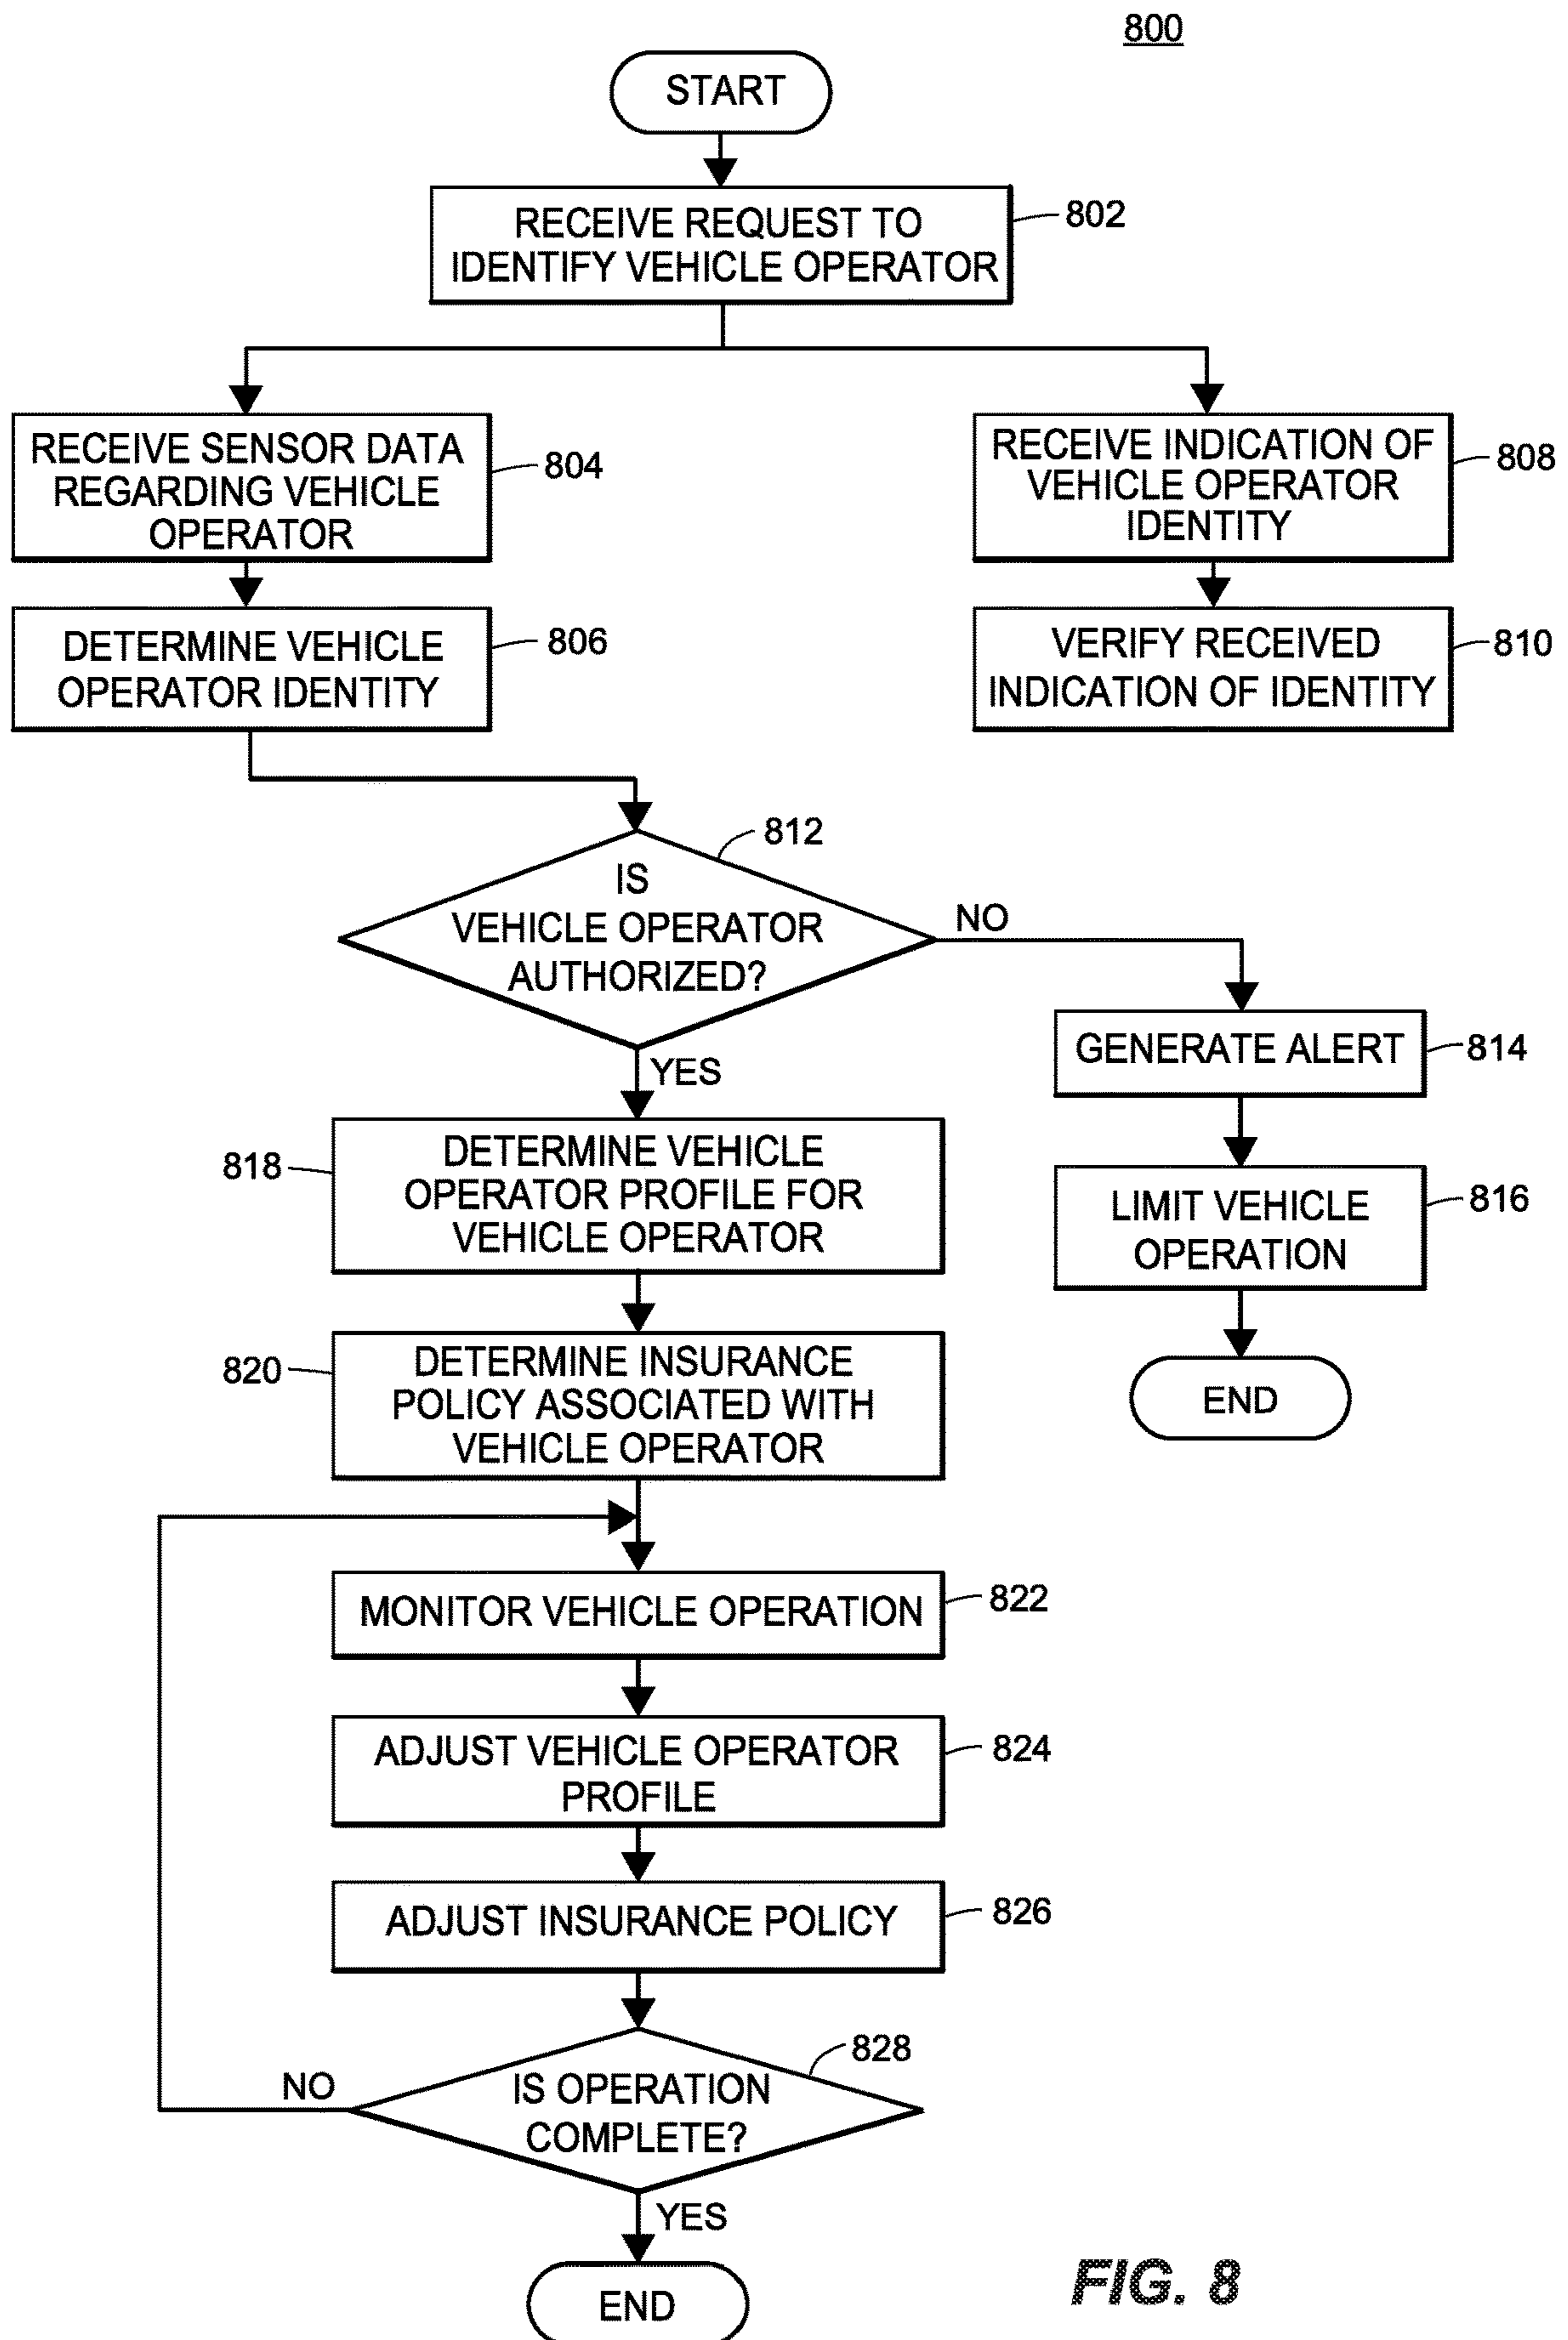 800
START
RECEIVE REQUEST TO
IDENTIFY VEHICLE OPERATOR
802
RECEIVE SENSOR DATA
REGARDING VEHICLE
OPERATOR
804
RECEIVE INDICATION OF
VEHICLE OPERATOR
IDENTITY
808
DETERMINE VEHICLE
OPERATOR IDENTITY
806
VERIFY RECEIVED
INDICATION OF IDENTITY
810
812
IS
VEHICLE OPERATOR
AUTHORIZED?
NO
YES
GENERATE ALERT
814
818
DETERMINE VEHICLE
OPERATOR PROFILE FOR
VEHICLE OPERATOR
LIMIT VEHICLE
OPERATION
816
820
DETERMINE INSURANCE
POLICY ASSOCIATED WITH
VEHICLE OPERATOR
END
MONITOR VEHICLE OPERATION
822
ADJUST VEHICLE OPERATOR
PROFILE
824
ADJUST INSURANCE POLICY
826
828
NO
IS OPERATION
COMPLETE?
YES
END
FIG. 8